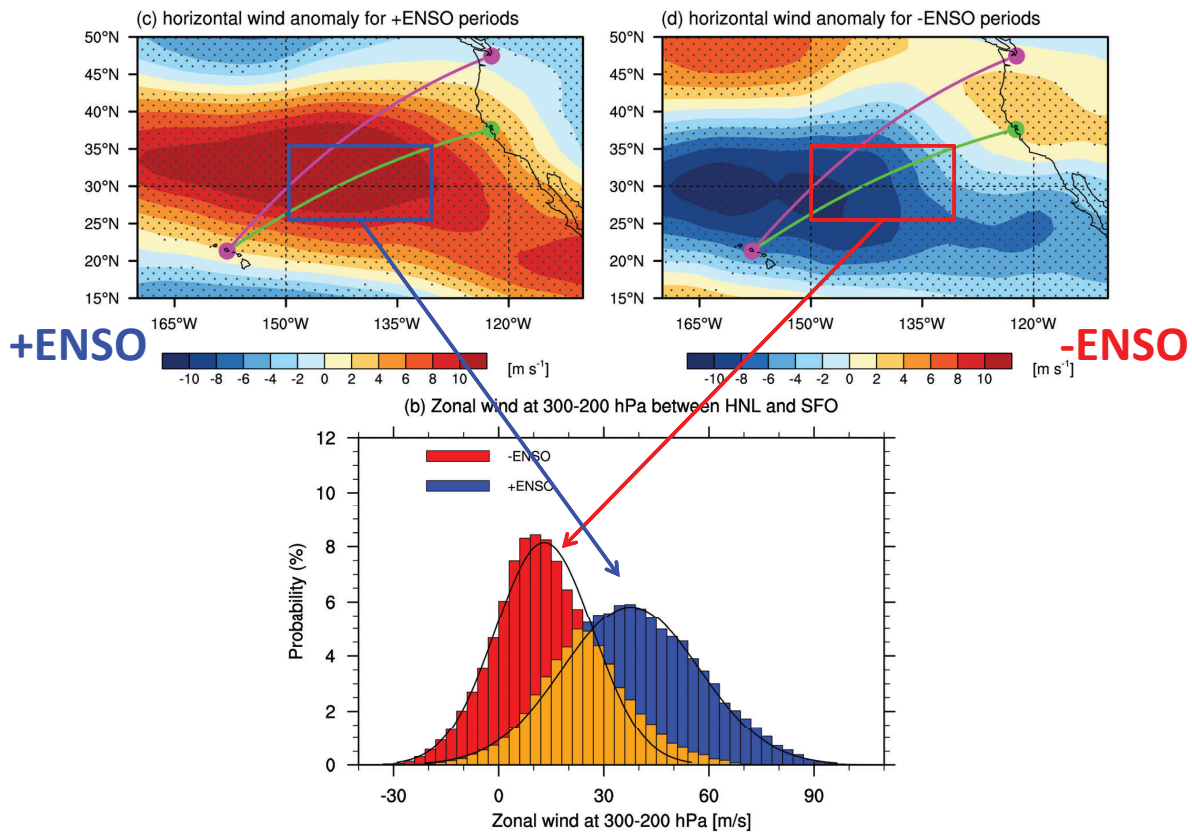 (c) horizontal wind anomaly for +ENSO periods
(d) horizontal wind anomaly for -ENSO periods
50°N
45°N
40°N
35°N
30°N
25°N
20°N
15°N
165°W 150°W 135°W 120°W
50°N
45°N
40°N
35°N
30°N
25°N
20°N
15°N
165°W 150°W 135°W 120°W
+ENSO
-ENSO
-10 -8 -6 -4 -2 0 2 4 6 8 10 [m s⁻¹]
-10 -8 -6 -4 -2 0 2 4 6 8 10 [m s⁻¹]
(b) Zonal wind at 300-200 hPa between HNL and SFO
12
10
8
6
4
2
0
Probability (%)
-ENSO
+ENSO
-30 0 30 60 90
Zonal wind at 300-200 hPa [m/s]